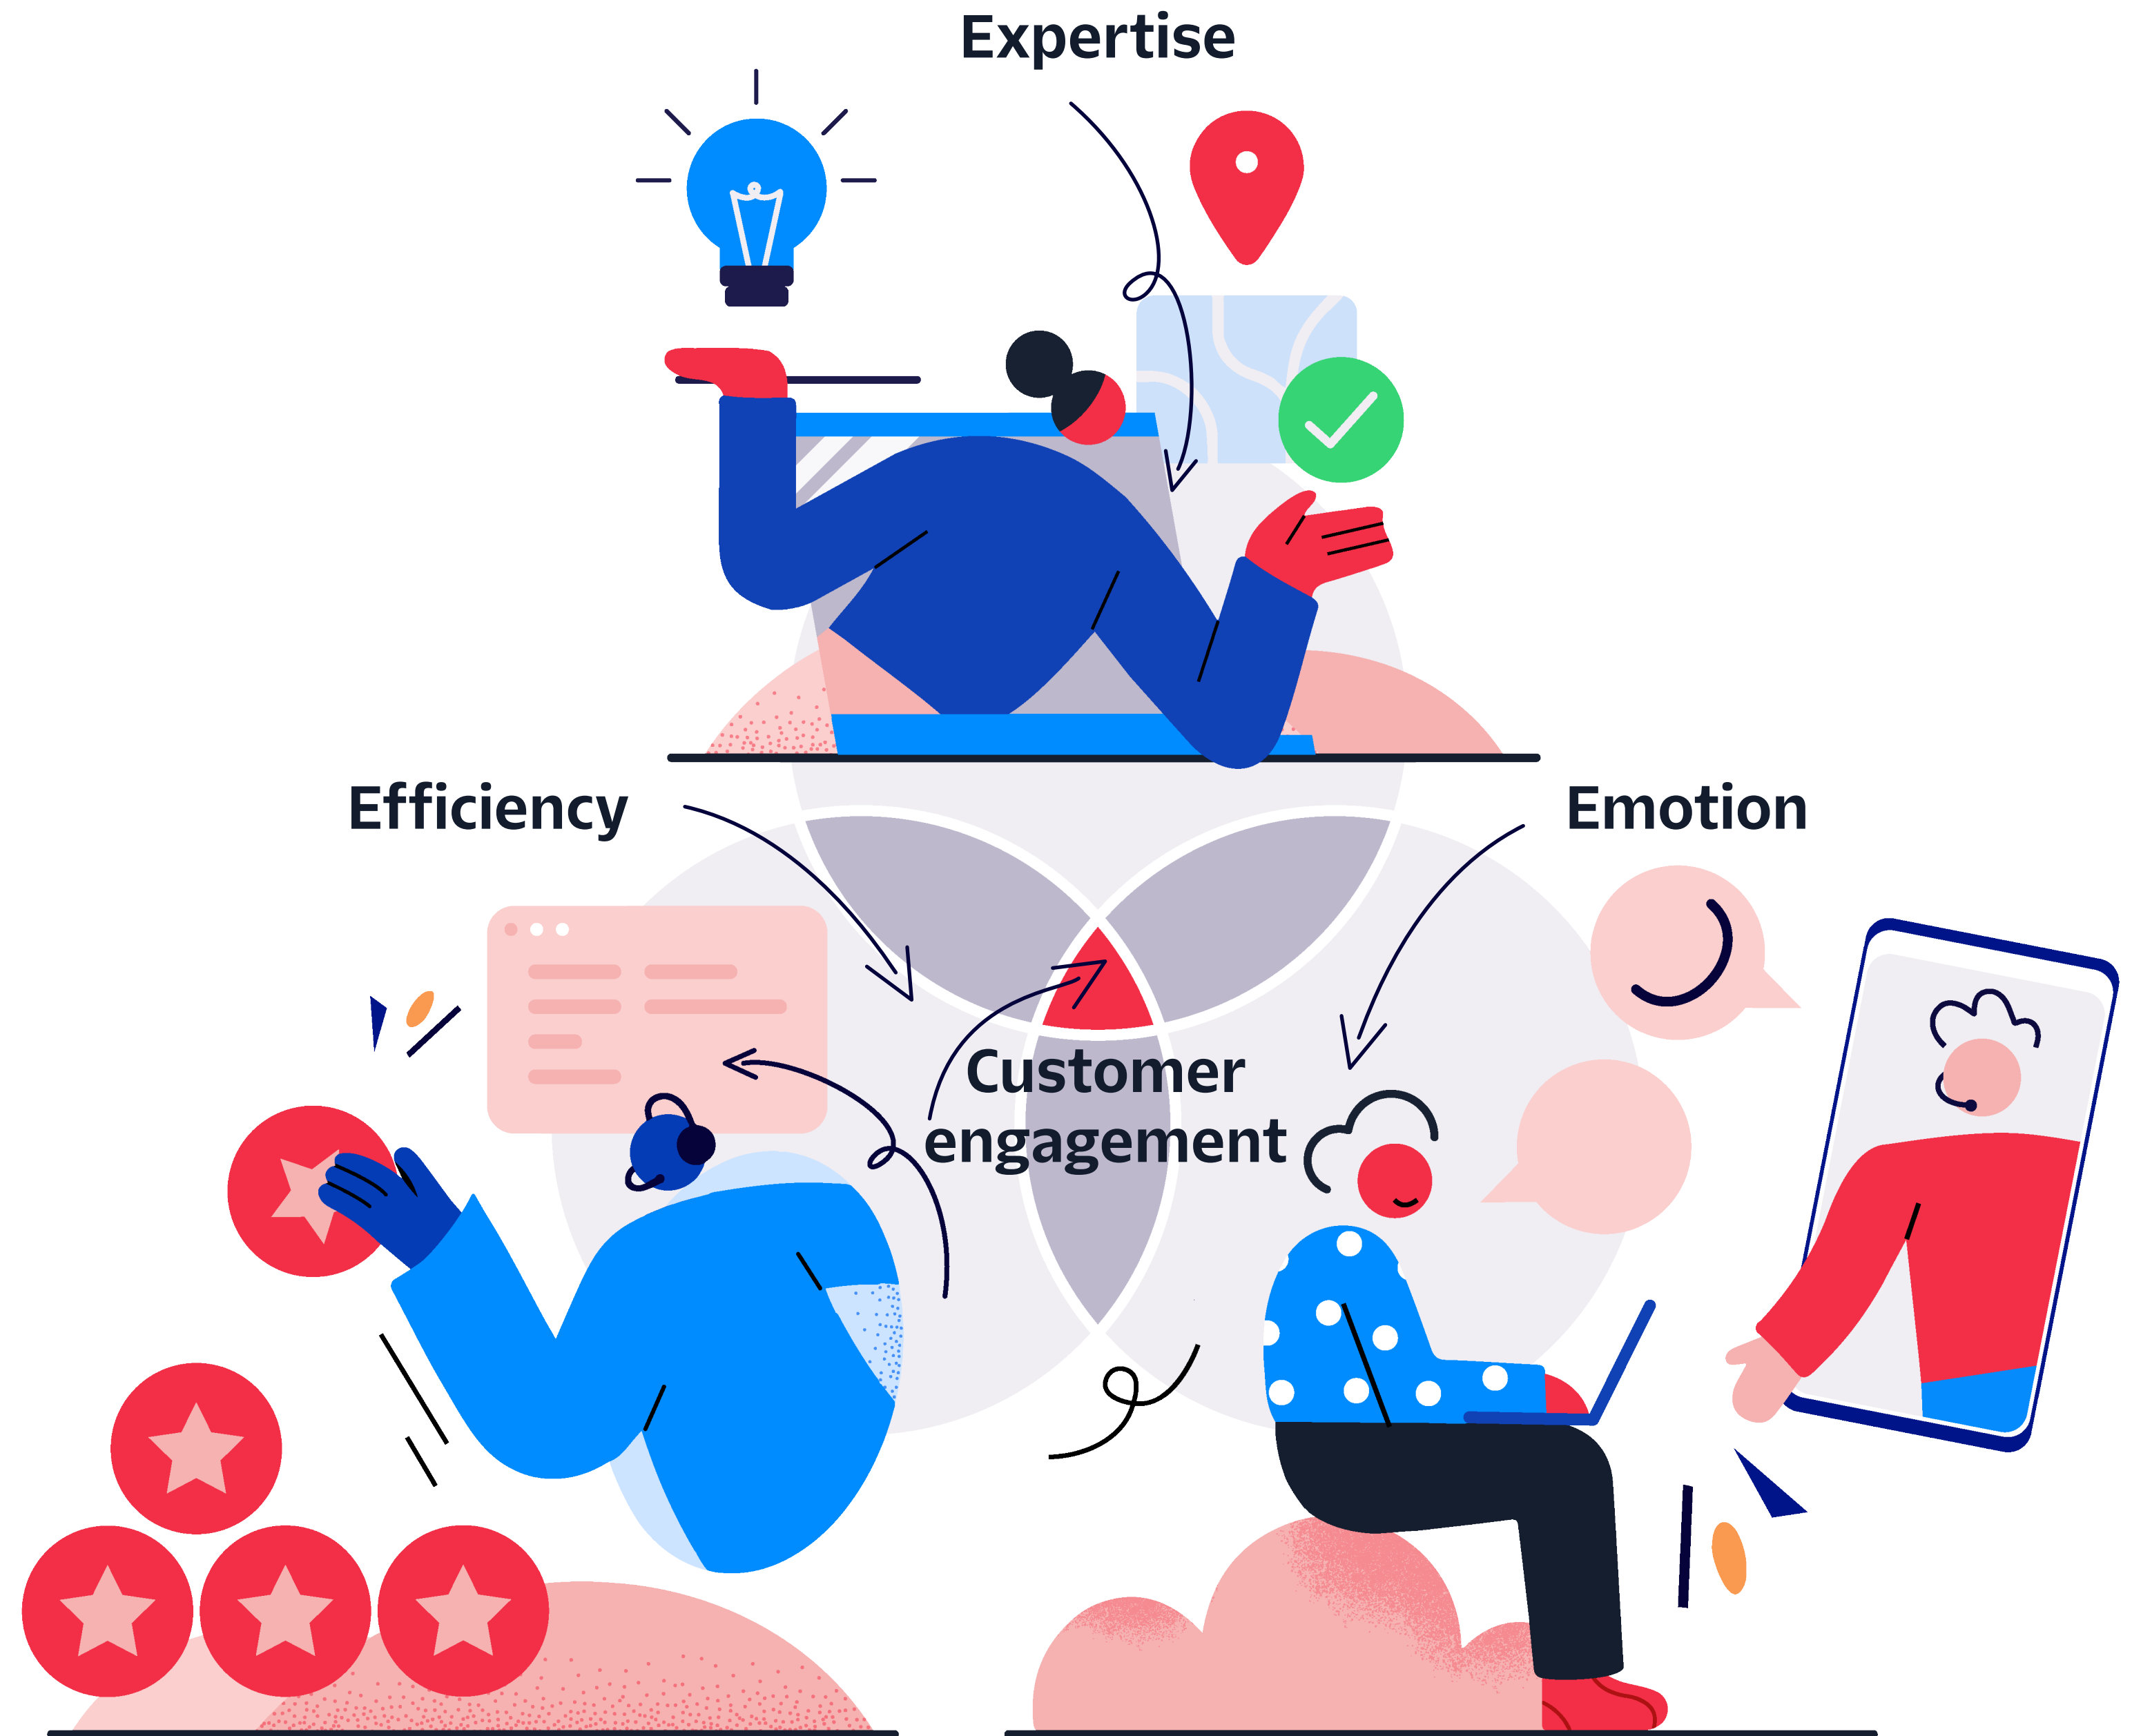 Expertise
Efficiency
Emotion
Customer
engagement